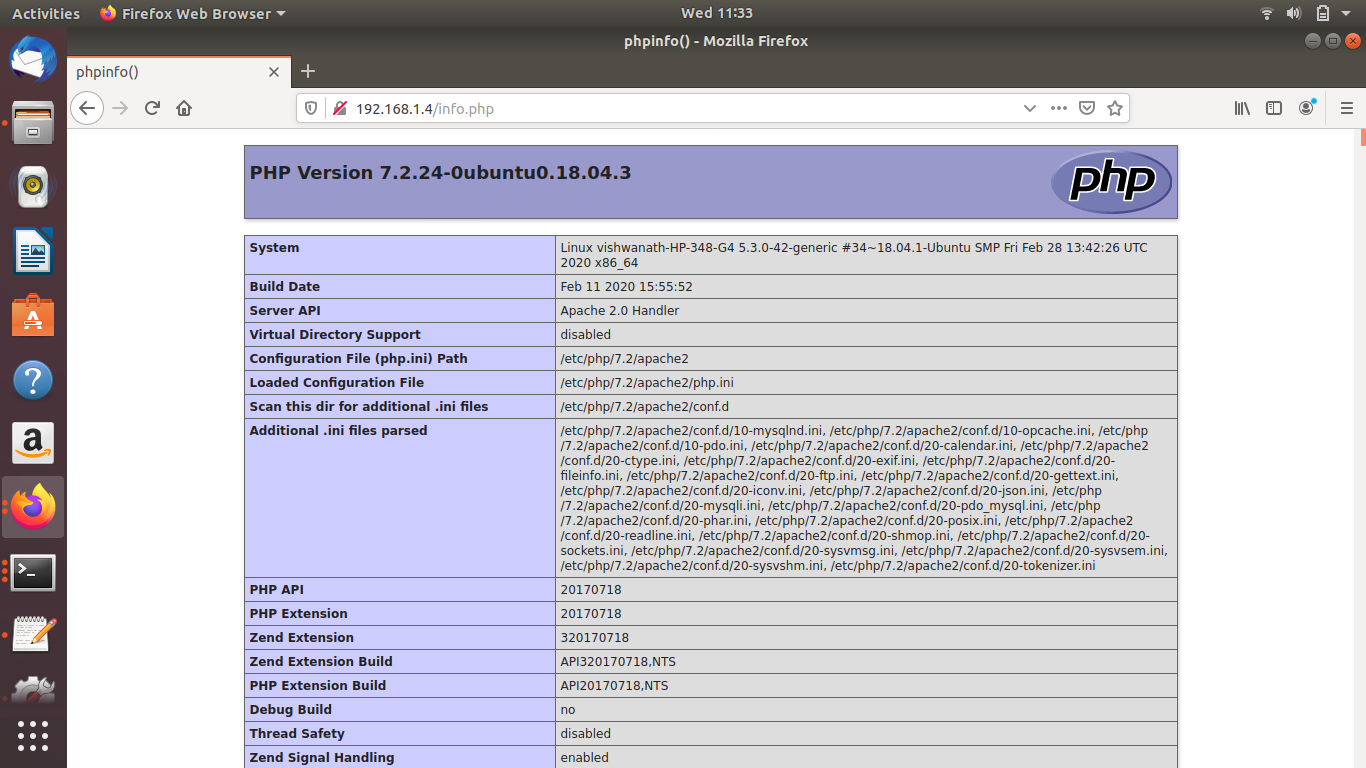 Activities
Firefox Web Browser
Wed 11:33
phpinfo() - Mozilla Firefox
phpinfo()
192.168.1.4/info.php
PHP Version 7.2.24-0ubuntu0.18.04.3
php
System
Linux vishwanath-HP-348-G4 5.3.0-42-generic #34~18.04.1-Ubuntu SMP Fri Feb 28 13:42:26 UTC
2020 x86_64
Build Date
Feb 11 2020 15:55:52
Server API
Apache 2.0 Handler
Virtual Directory Support
disabled
Configuration File (php.ini) Path
/etc/php/7.2/apache2
Loaded Configuration File
/etc/php/7.2/apache2/php.ini
Scan this dir for additional .ini files
/etc/php/7.2/apache2/conf.d
Additional .ini files parsed
/etc/php/7.2/apache2/conf.d/10-mysqlnd.ini, /etc/php/7.2/apache2/conf.d/10-opcache.ini, /etc/php
/7.2/apache2/conf.d/10-pdo.ini, /etc/php/7.2/apache2/conf.d/20-calendar.ini, /etc/php/7.2/apache2
/conf.d/20-ctype.ini, /etc/php/7.2/apache2/conf.d/20-exif.ini, /etc/php/7.2/apache2/conf.d/20-
fileinfo.ini, /etc/php/7.2/apache2/conf.d/20-ftp.ini, /etc/php/7.2/apache2/conf.d/20-gettext.ini,
/etc/php/7.2/apache2/conf.d/20-iconv.ini, /etc/php/7.2/apache2/conf.d/20-json.ini, /etc/php
/7.2/apache2/conf.d/20-mysqli.ini, /etc/php/7.2/apache2/conf.d/20-pdo_mysql.ini, /etc/php
/7.2/apache2/conf.d/20-phar.ini, /etc/php/7.2/apache2/conf.d/20-posix.ini, /etc/php/7.2/apache2
/conf.d/20-readline.ini, /etc/php/7.2/apache2/conf.d/20-shmop.ini, /etc/php/7.2/apache2/conf.d/20-
sockets.ini, /etc/php/7.2/apache2/conf.d/20-sysvmsg.ini, /etc/php/7.2/apache2/conf.d/20-sysvsem.ini,
/etc/php/7.2/apache2/conf.d/20-sysvshm.ini, /etc/php/7.2/apache2/conf.d/20-tokenizer.ini
PHP API
20170718
PHP Extension
20170718
Zend Extension
320170718
Zend Extension Build
API320170718,NTS
PHP Extension Build
API20170718,NTS
Debug Build
no
Thread Safety
disabled
Zend Signal Handling
enabled